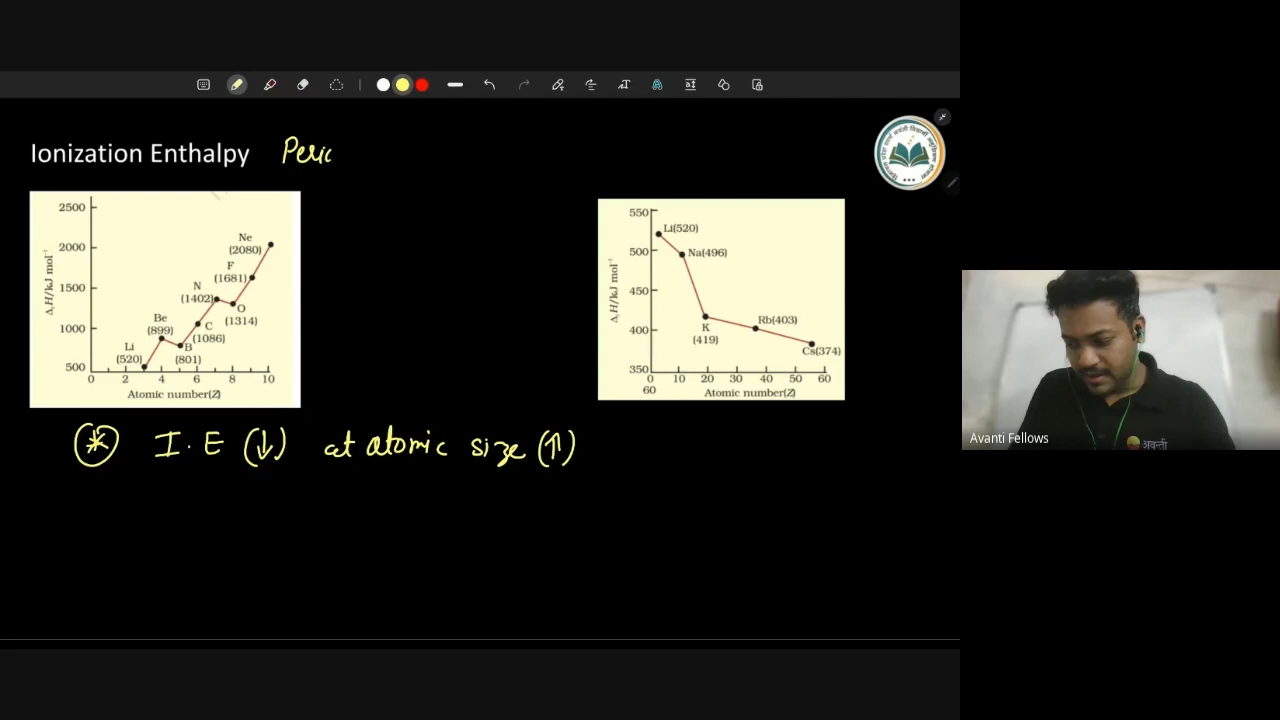 Ionization Enthalpy Peric
2500
2000
1500
1000
500
0 2 4 6 8 10
ΔᵢH/kJ mol⁻¹
Atomic number(Z)
Li
(520)
Be
(899)
B
(801)
C
(1086)
N
(1402)
O
(1314)
F
(1681)
Ne
(2080)
550
500
450
400
350
0 10 20 30 40 50 60
60
ΔᵢH/kJ mol⁻¹
Atomic number(Z)
Li(520)
Na(496)
K
(419)
Rb(403)
Cs(374)
* I.E (↓) at atomic size (↑)
Avanti Fellows
अवन्ती